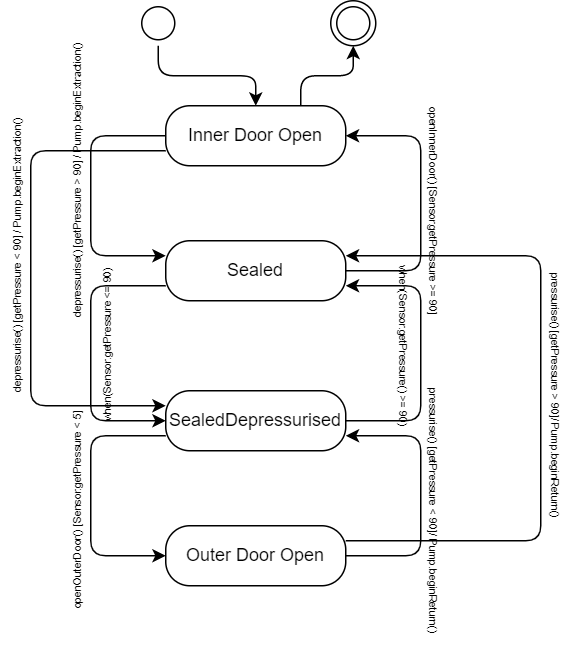 Inner Door Open
Sealed
SealedDepressurised
Outer Door Open
depressurise() [getPressure < 90] / Pump.beginExtraction()
depressurise() [getPressure > 90] / Pump.beginExtraction()
when(Sensor.getPressure <= 90)
openOuterDoor() [Sensor.getPressure < 5]
openInnerDoor() [Sensor.getPressure >= 90]
when(Sensor.getPressure() >= 90)
pressurise() [getPressure < 90]/ Pump.beginReturn()
pressurise() [getPressure > 90]/Pump.beginReturn()